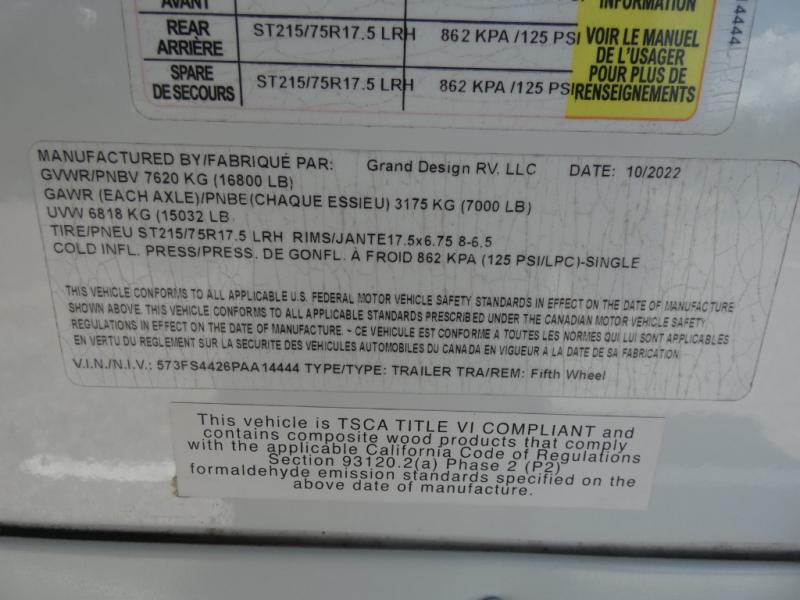 AVANT
INFORMATION
REAR ST215/75R17.5 LRH 862 KPA /125 PSI
ARRIÈRE
SPARE ST215/75R17.5 LRH 862 KPA /125 PSI
DE SECOURS
VOIR LE MANUEL
DE L'USAGER
POUR PLUS DE
RENSEIGNEMENTS
14444
MANUFACTURED BY/FABRIQUÉ PAR: Grand Design RV. LLC DATE: 10/2022
GVWR/PNBV 7620 KG (16800 LB)
GAWR (EACH AXLE)/PNBE(CHAQUE ESSIEU) 3175 KG (7000 LB)
UVW 6818 KG (15032 LB
TIRE/PNEU ST215/75R17.5 LRH RIMS/JANTE17.5x6.75 8-6.5
COLD INFL. PRESS/PRESS. DE GONFL. À FROID 862 KPA (125 PSI/LPC)-SINGLE
THIS VEHICLE CONFORMS TO ALL APPLICABLE U.S. FEDERAL MOTOR VEHICLE SAFETY STANDARDS IN EFFECT ON THE DATE OF MANUFACTURE
SHOWN ABOVE. THIS VEHICLE CONFORMS TO ALL APPLICABLE STANDARDS PRESCRIBED UNDER THE CANADIAN MOTOR VEHICLE SAFETY
REGULATIONS IN EFFECT ON THE DATE OF MANUFACTURE. ~ CE VEHICULE EST CONFORME A TOUTES LES NORMES QUI LUI SONT APPLICABLES
EN VERTU DU REGLEMENT SUR LA SECURITE DES VEHICULES AUTOMOBILES DU CANADA EN VIGUEUR A LA DATE DE SA FABRICATION
V.I.N./N.I.V.: 573FS4426PAA14444 TYPE/TYPE: TRAILER TRA/REM: Fifth Wheel
This vehicle is TSCA TITLE VI COMPLIANT and
contains composite wood products that comply
with the applicable California Code of Regulations
Section 93120.2(a) Phase 2 (P2)
formaldehyde emission standards specified on the
above date of manufacture.